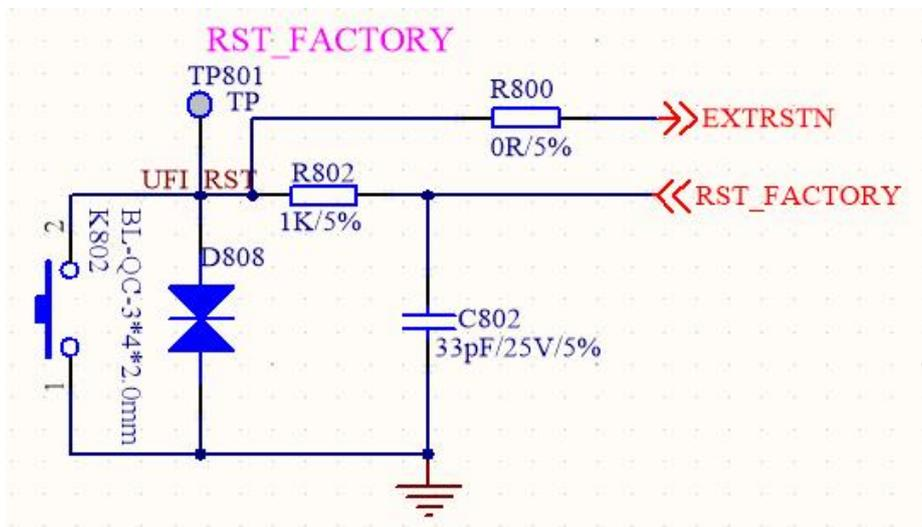 RST_FACTORY
TP801
TP
R800
EXTRSTN
0R/5%
UFI_RST
R802
RST_FACTORY
1K/5%
2
K802
BL-QC-3*4*2.0mm
D808
C802
33pF/25V/5%
1